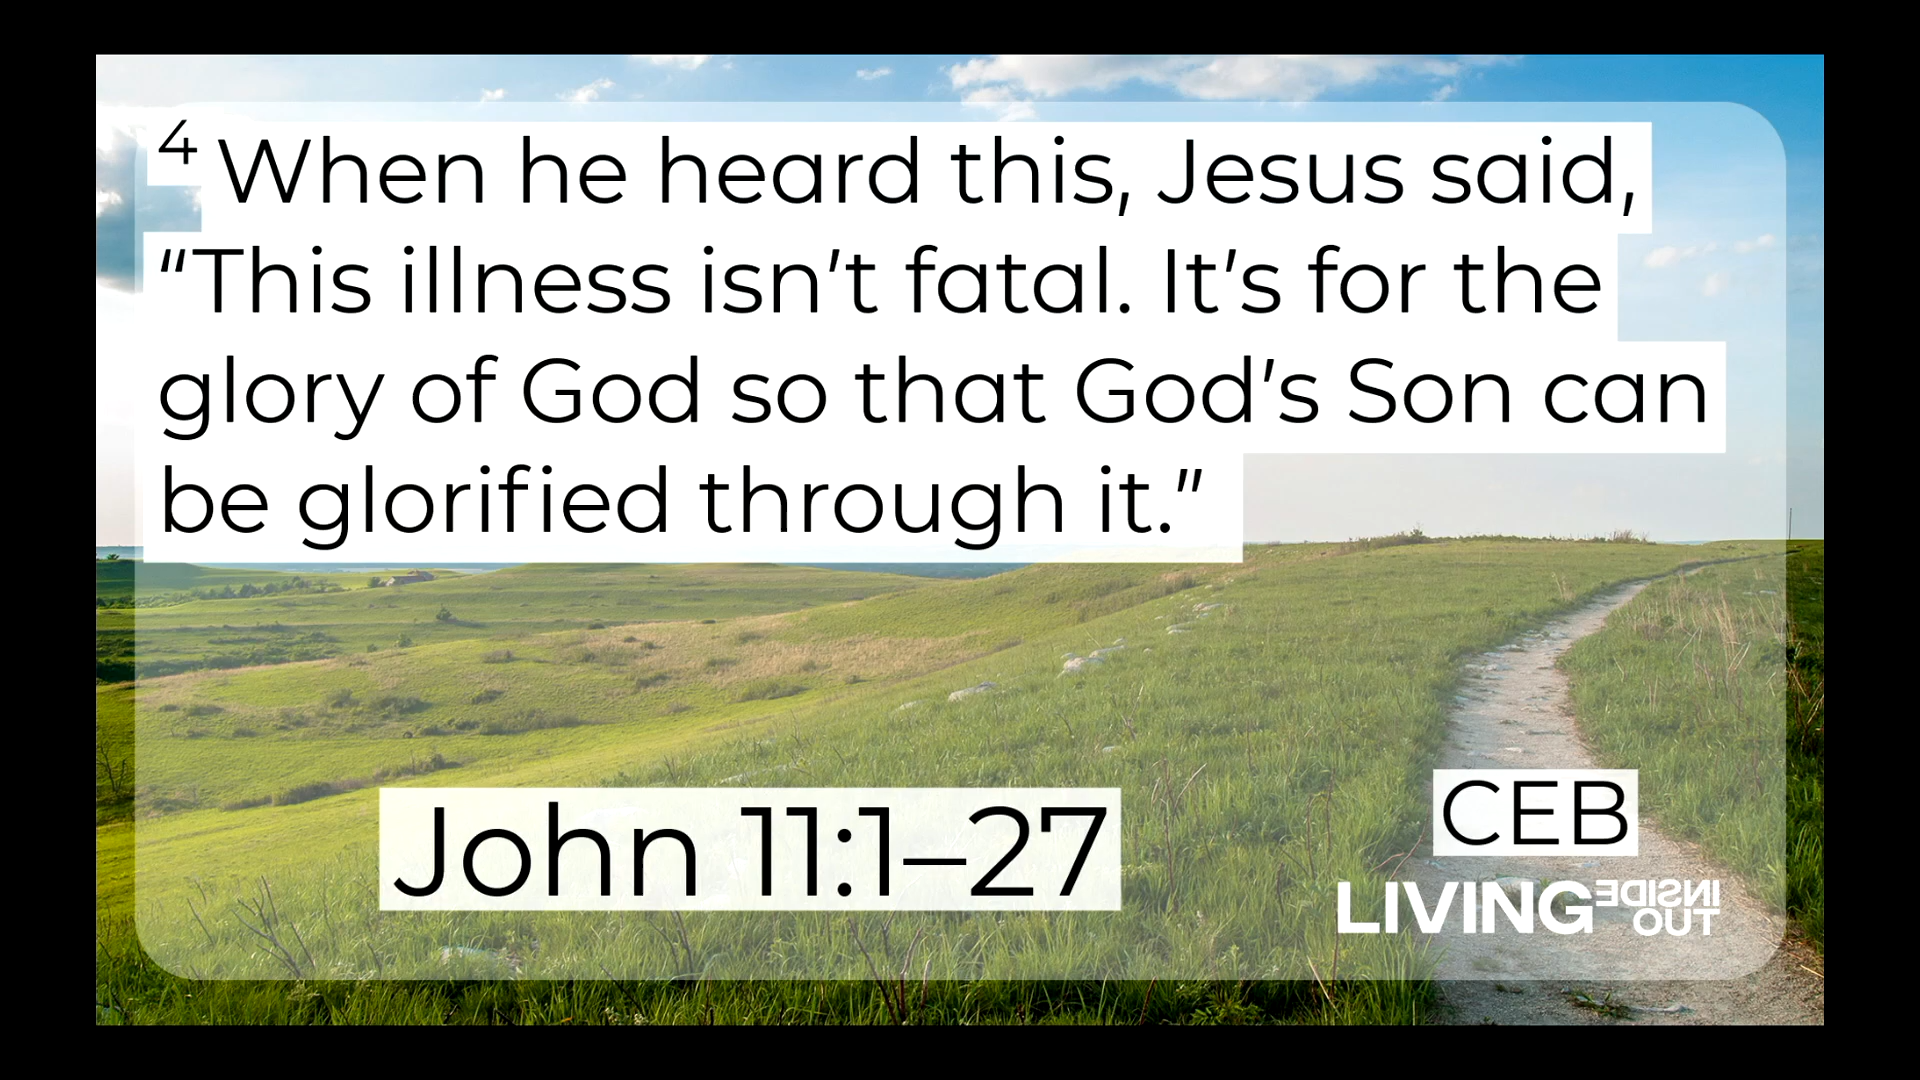 4 When he heard this, Jesus said,
“This illness isn’t fatal. It’s for the
glory of God so that God’s Son can
be glorified through it.”
John 11:1–27
CEB
LIVING INSIDE
OUT